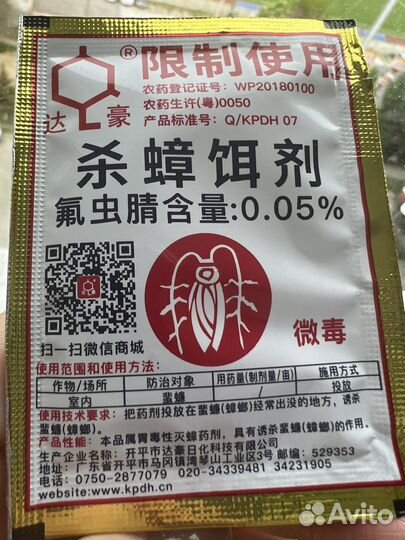 限制使用
®
达 豪
农药登记证号：WP20180100
农药生许(粤)0050
产品标准号：Q/KPDH 07
杀蟑饵剂
氟虫腈含量:0.05%
微毒
扫一扫微信商城
使用范围和使用方法：
作物/场所 防治对象 用药量(制剂量/亩) 施用方式
室内 蜚蠊 / 投放
使用技术要求：把药剂投放在蜚蠊(蟑螂)经常出没的地方，诱杀
蜚蠊(蟑螂)。
产品性能：本品属胃毒性灭蟑药剂，具有诱杀蜚蠊(蟑螂)的作用。
生产企业名称：开平市达豪日化科技有限公司
地址：广东省开平市马冈镇湾琴山工业区3号 邮编：529353
电话：0750-2877079 020-34339481 34231905
website:www.kpdh.cn
Avito